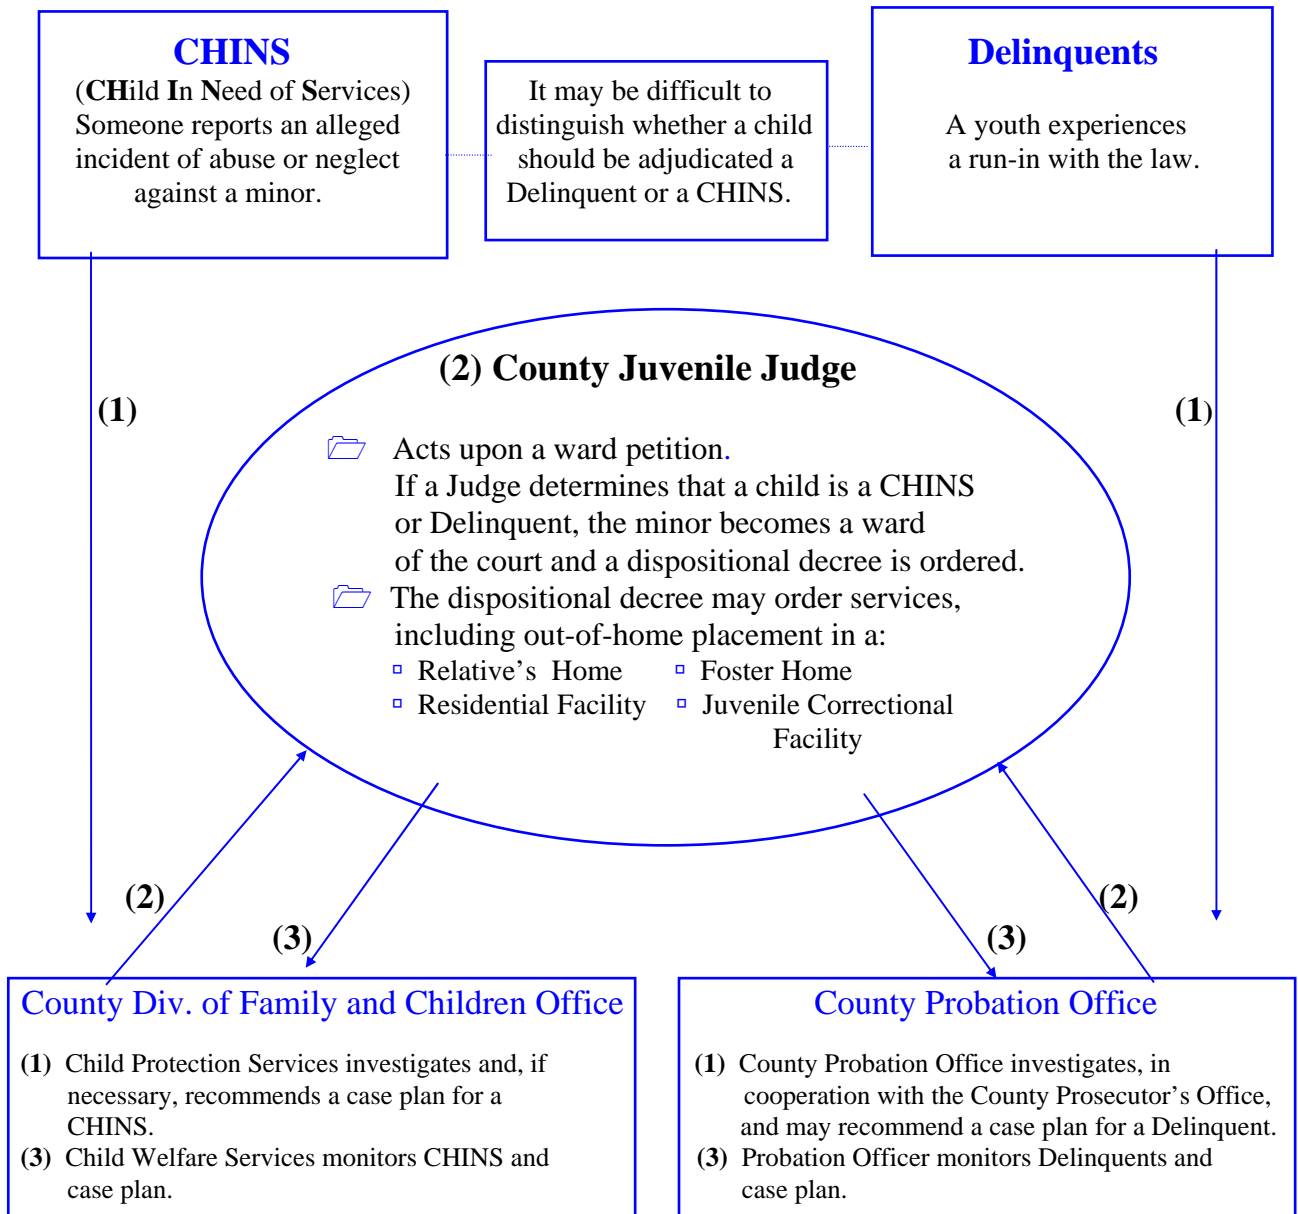 CHINS
(CHild In Need of Services)
Someone reports an alleged
incident of abuse or neglect
against a minor.
It may be difficult to
distinguish whether a child
should be adjudicated a
Delinquent or a CHINS.
Delinquents
A youth experiences
a run-in with the law.
(1)
(1)
(2) County Juvenile Judge
Acts upon a ward petition.
If a Judge determines that a child is a CHINS
or Delinquent, the minor becomes a ward
of the court and a dispositional decree is ordered.
The dispositional decree may order services,
including out-of-home placement in a:
Relative's Home
Foster Home
Residential Facility
Juvenile Correctional
Facility
(2)
(3)
(3)
(2)
County Div. of Family and Children Office
(1) Child Protection Services investigates and, if
necessary, recommends a case plan for a
CHINS.
(3) Child Welfare Services monitors CHINS and
case plan.
County Probation Office
(1) County Probation Office investigates, in
cooperation with the County Prosecutor's Office,
and may recommend a case plan for a Delinquent.
(3) Probation Officer monitors Delinquents and
case plan.